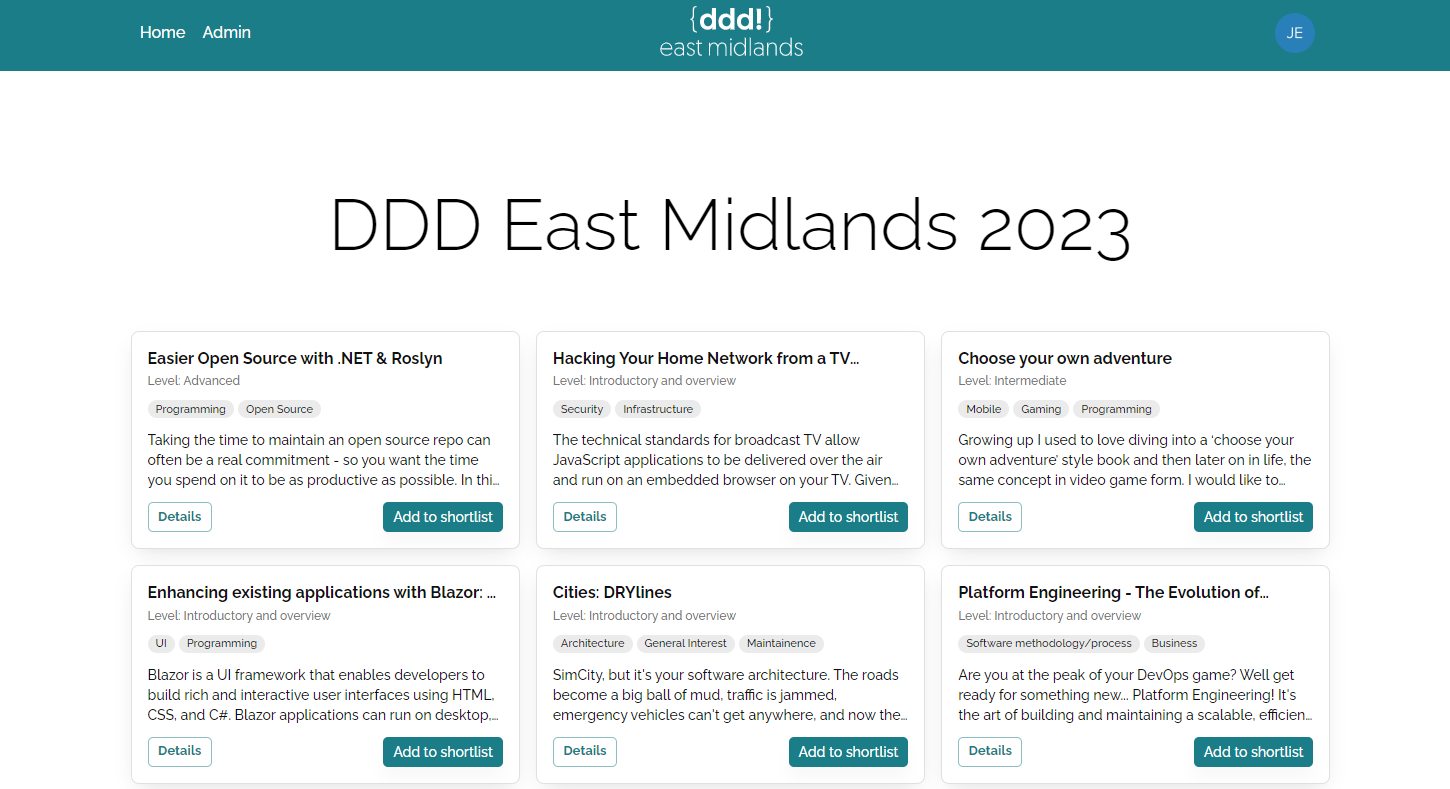 Home Admin
{ddd!}
east midlands
JE
DDD East Midlands 2023
Easier Open Source with .NET & Roslyn
Level: Advanced
Programming Open Source
Taking the time to maintain an open source repo can
often be a real commitment - so you want the time
you spend on it to be as productive as possible. In thi...
Details Add to shortlist
Hacking Your Home Network from a TV...
Level: Introductory and overview
Security Infrastructure
The technical standards for broadcast TV allow
JavaScript applications to be delivered over the air
and run on an embedded browser on your TV. Given...
Details Add to shortlist
Choose your own adventure
Level: Intermediate
Mobile Gaming Programming
Growing up I used to love diving into a ‘choose your
own adventure’ style book and then later on in life, the
same concept in video game form. I would like to...
Details Add to shortlist
Enhancing existing applications with Blazor: ...
Level: Introductory and overview
UI Programming
Blazor is a UI framework that enables developers to
build rich and interactive user interfaces using HTML,
CSS, and C#. Blazor applications can run on desktop,...
Details Add to shortlist
Cities: DRYlines
Level: Introductory and overview
Architecture General Interest Maintainence
SimCity, but it's your software architecture. The roads
become a big ball of mud, traffic is jammed,
emergency vehicles can't get anywhere, and now the...
Details Add to shortlist
Platform Engineering - The Evolution of...
Level: Introductory and overview
Software methodology/process Business
Are you at the peak of your DevOps game? Well get
ready for something new... Platform Engineering! It's
the art of building and maintaining a scalable, efficien...
Details Add to shortlist